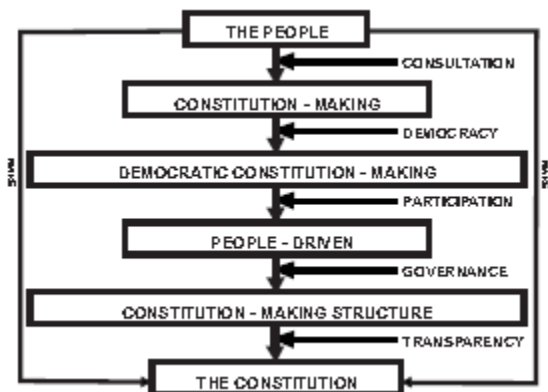 THE PEOPLE
CONSULTATION
CONSTITUTION - MAKING
DEMOCRACY
DEMOCRATIC CONSTITUTION - MAKING
PARTICIPATION
PEOPLE - DRIVEN
GOVERNANCE
CONSTITUTION - MAKING STRUCTURE
TRANSPARENCY
THE CONSTITUTION